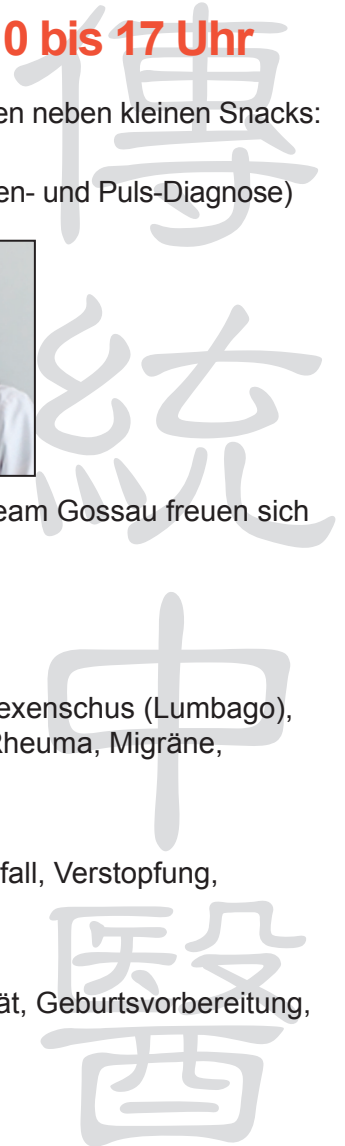 0 bis 17 Uhr
en neben kleinen Snacks:
en- und Puls-Diagnose)
eam Gossau freuen sich
exenschus (Lumbago),
Rheuma, Migräne,
fall, Verstopfung,
ät, Geburtsvorbereitung,
傳
統
中
醫